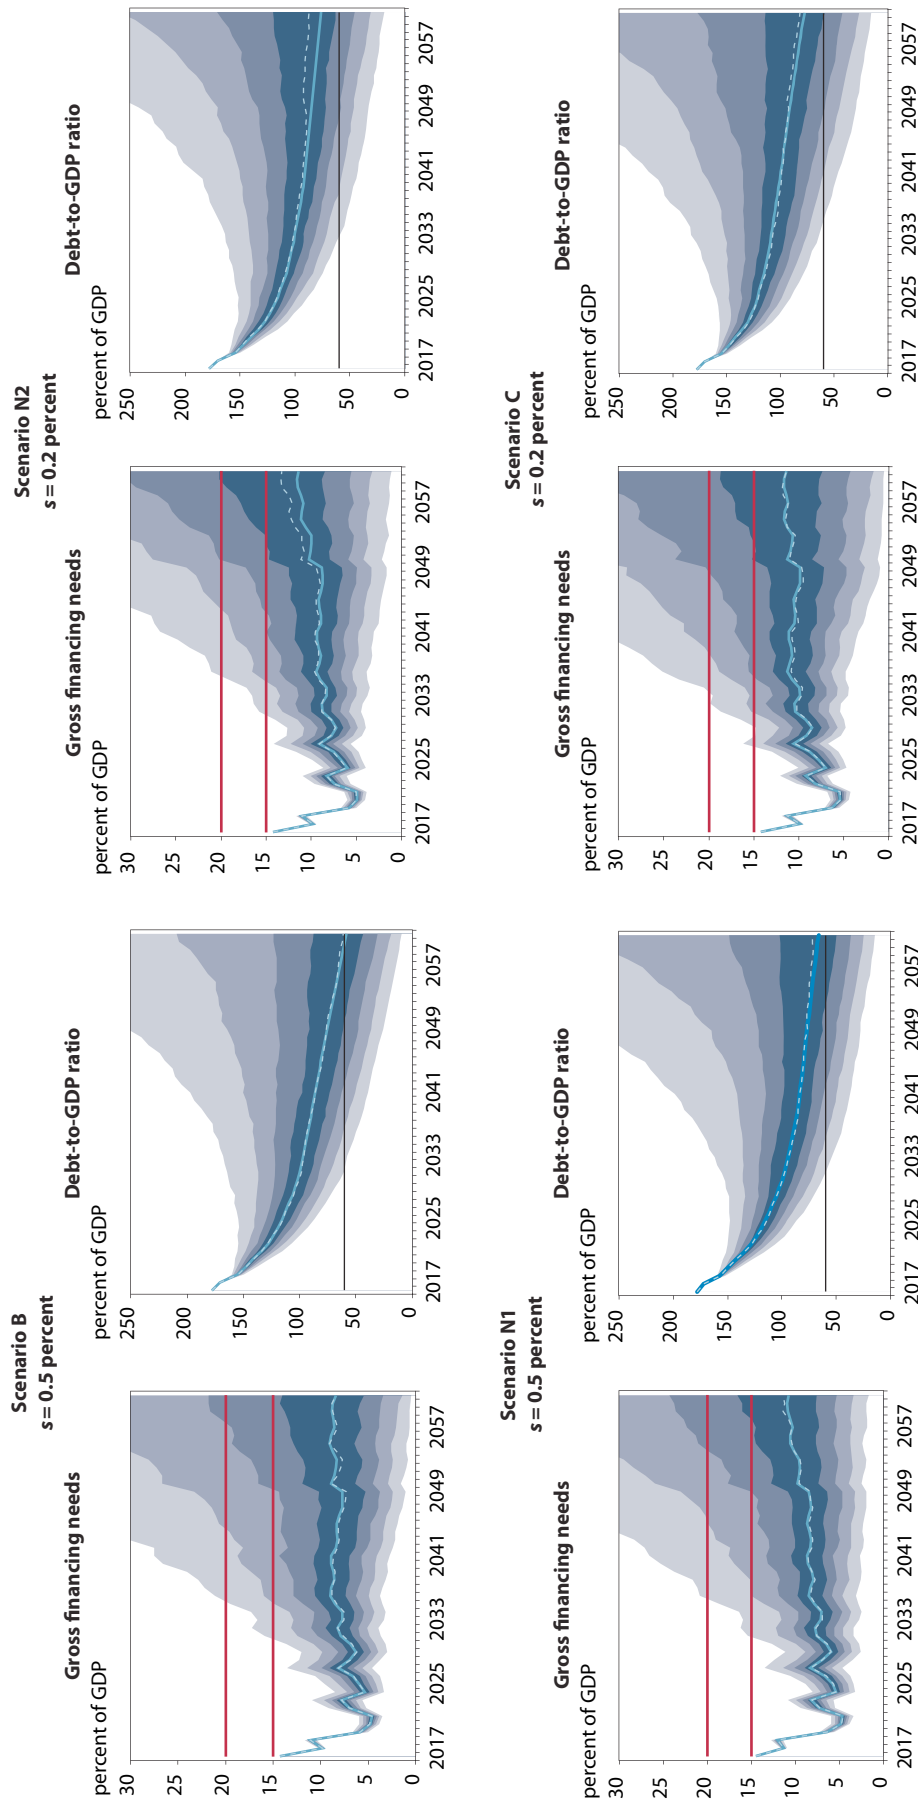 Scenario B
s = 0.5 percent
Gross financing needs
percent of GDP
30
25
20
15
10
5
0
2017 2025 2033 2041 2049 2057
Debt-to-GDP ratio
percent of GDP
250
200
150
100
50
0
2017 2025 2033 2041 2049 2057
Scenario N2
s = 0.2 percent
Gross financing needs
percent of GDP
30
25
20
15
10
5
0
2017 2025 2033 2041 2049 2057
Debt-to-GDP ratio
percent of GDP
250
200
150
100
50
0
2017 2025 2033 2041 2049 2057
Scenario N1
s = 0.5 percent
Gross financing needs
percent of GDP
30
25
20
15
10
5
0
2017 2025 2033 2041 2049 2057
Debt-to-GDP ratio
percent of GDP
250
200
150
100
50
0
2017 2025 2033 2041 2049 2057
Scenario C
s = 0.2 percent
Gross financing needs
percent of GDP
30
25
20
15
10
5
0
2017 2025 2033 2041 2049 2057
Debt-to-GDP ratio
percent of GDP
250
200
150
100
50
0
2017 2025 2033 2041 2049 2057